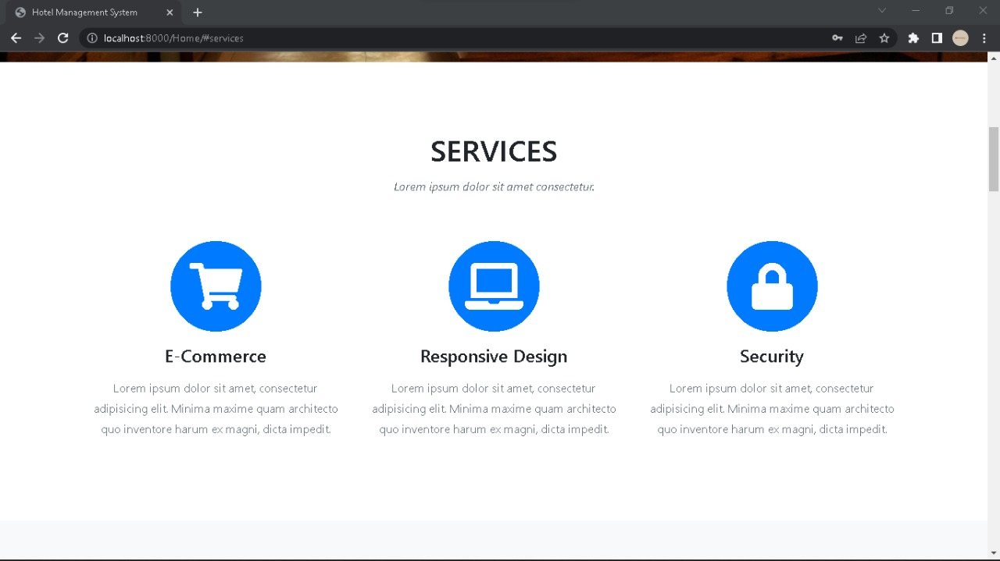 Hotel Management System
localhost:8000/Home/#services
SERVICES
Lorem ipsum dolor sit amet consectetur.
E-Commerce
Lorem ipsum dolor sit amet, consectetur
adipisicing elit. Minima maxime quam architecto
quo inventore harum ex magni, dicta impedit.
Responsive Design
Lorem ipsum dolor sit amet, consectetur
adipisicing elit. Minima maxime quam architecto
quo inventore harum ex magni, dicta impedit.
Security
Lorem ipsum dolor sit amet, consectetur
adipisicing elit. Minima maxime quam architecto
quo inventore harum ex magni, dicta impedit.